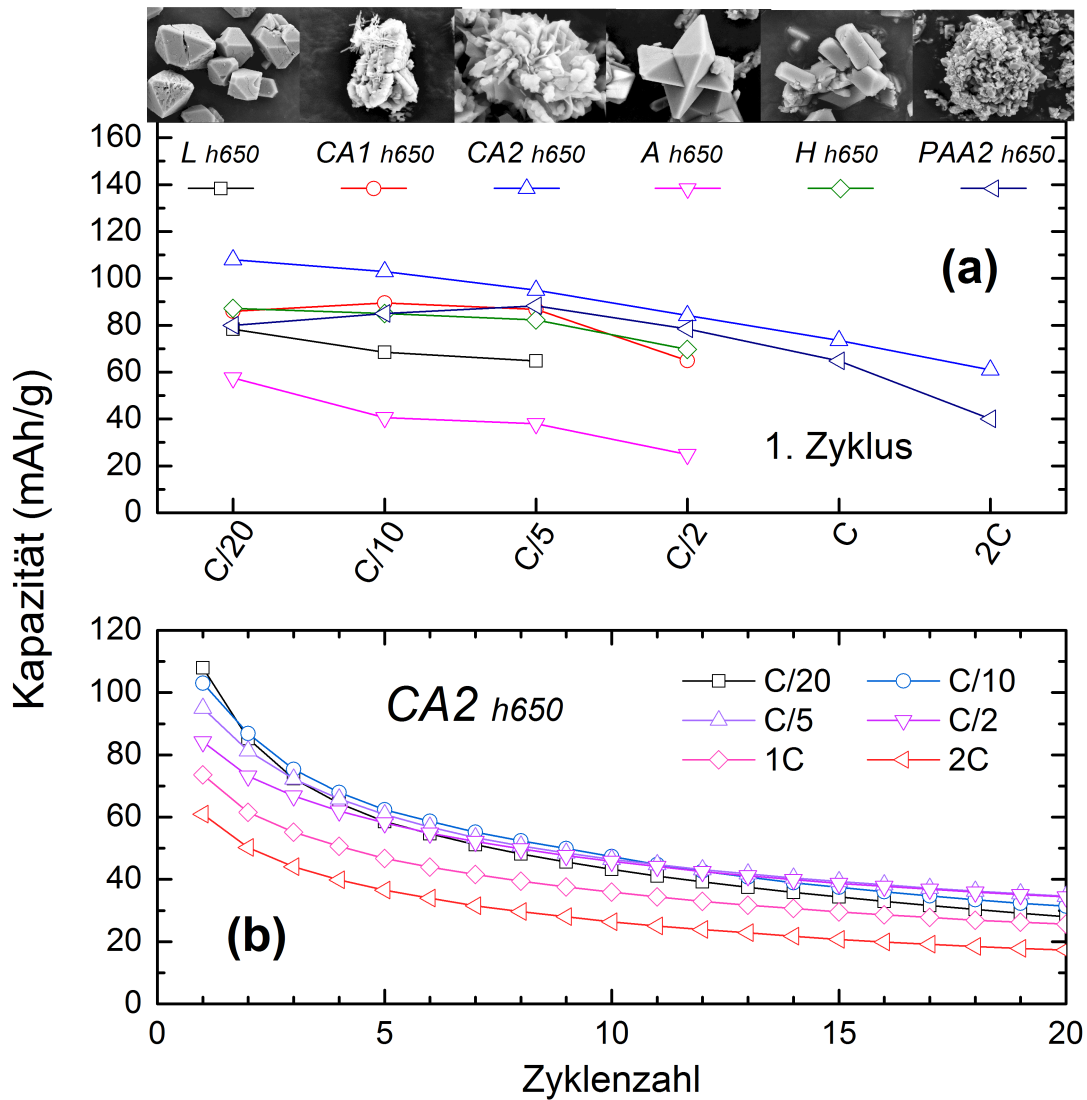 160
L h650 CA1 h650 CA2 h650 A h650 H h650 PAA2 h650
140
120
(a)
100
80
60
40
1. Zyklus
20
0
C/20 C/10 C/5 C/2 C 2C
Kapazität (mAh/g)
120
CA2 h650
C/20 C/10
100
C/5 C/2
80
1C 2C
60
40
(b)
20
0
0 5 10 15 20
Zyklenzahl